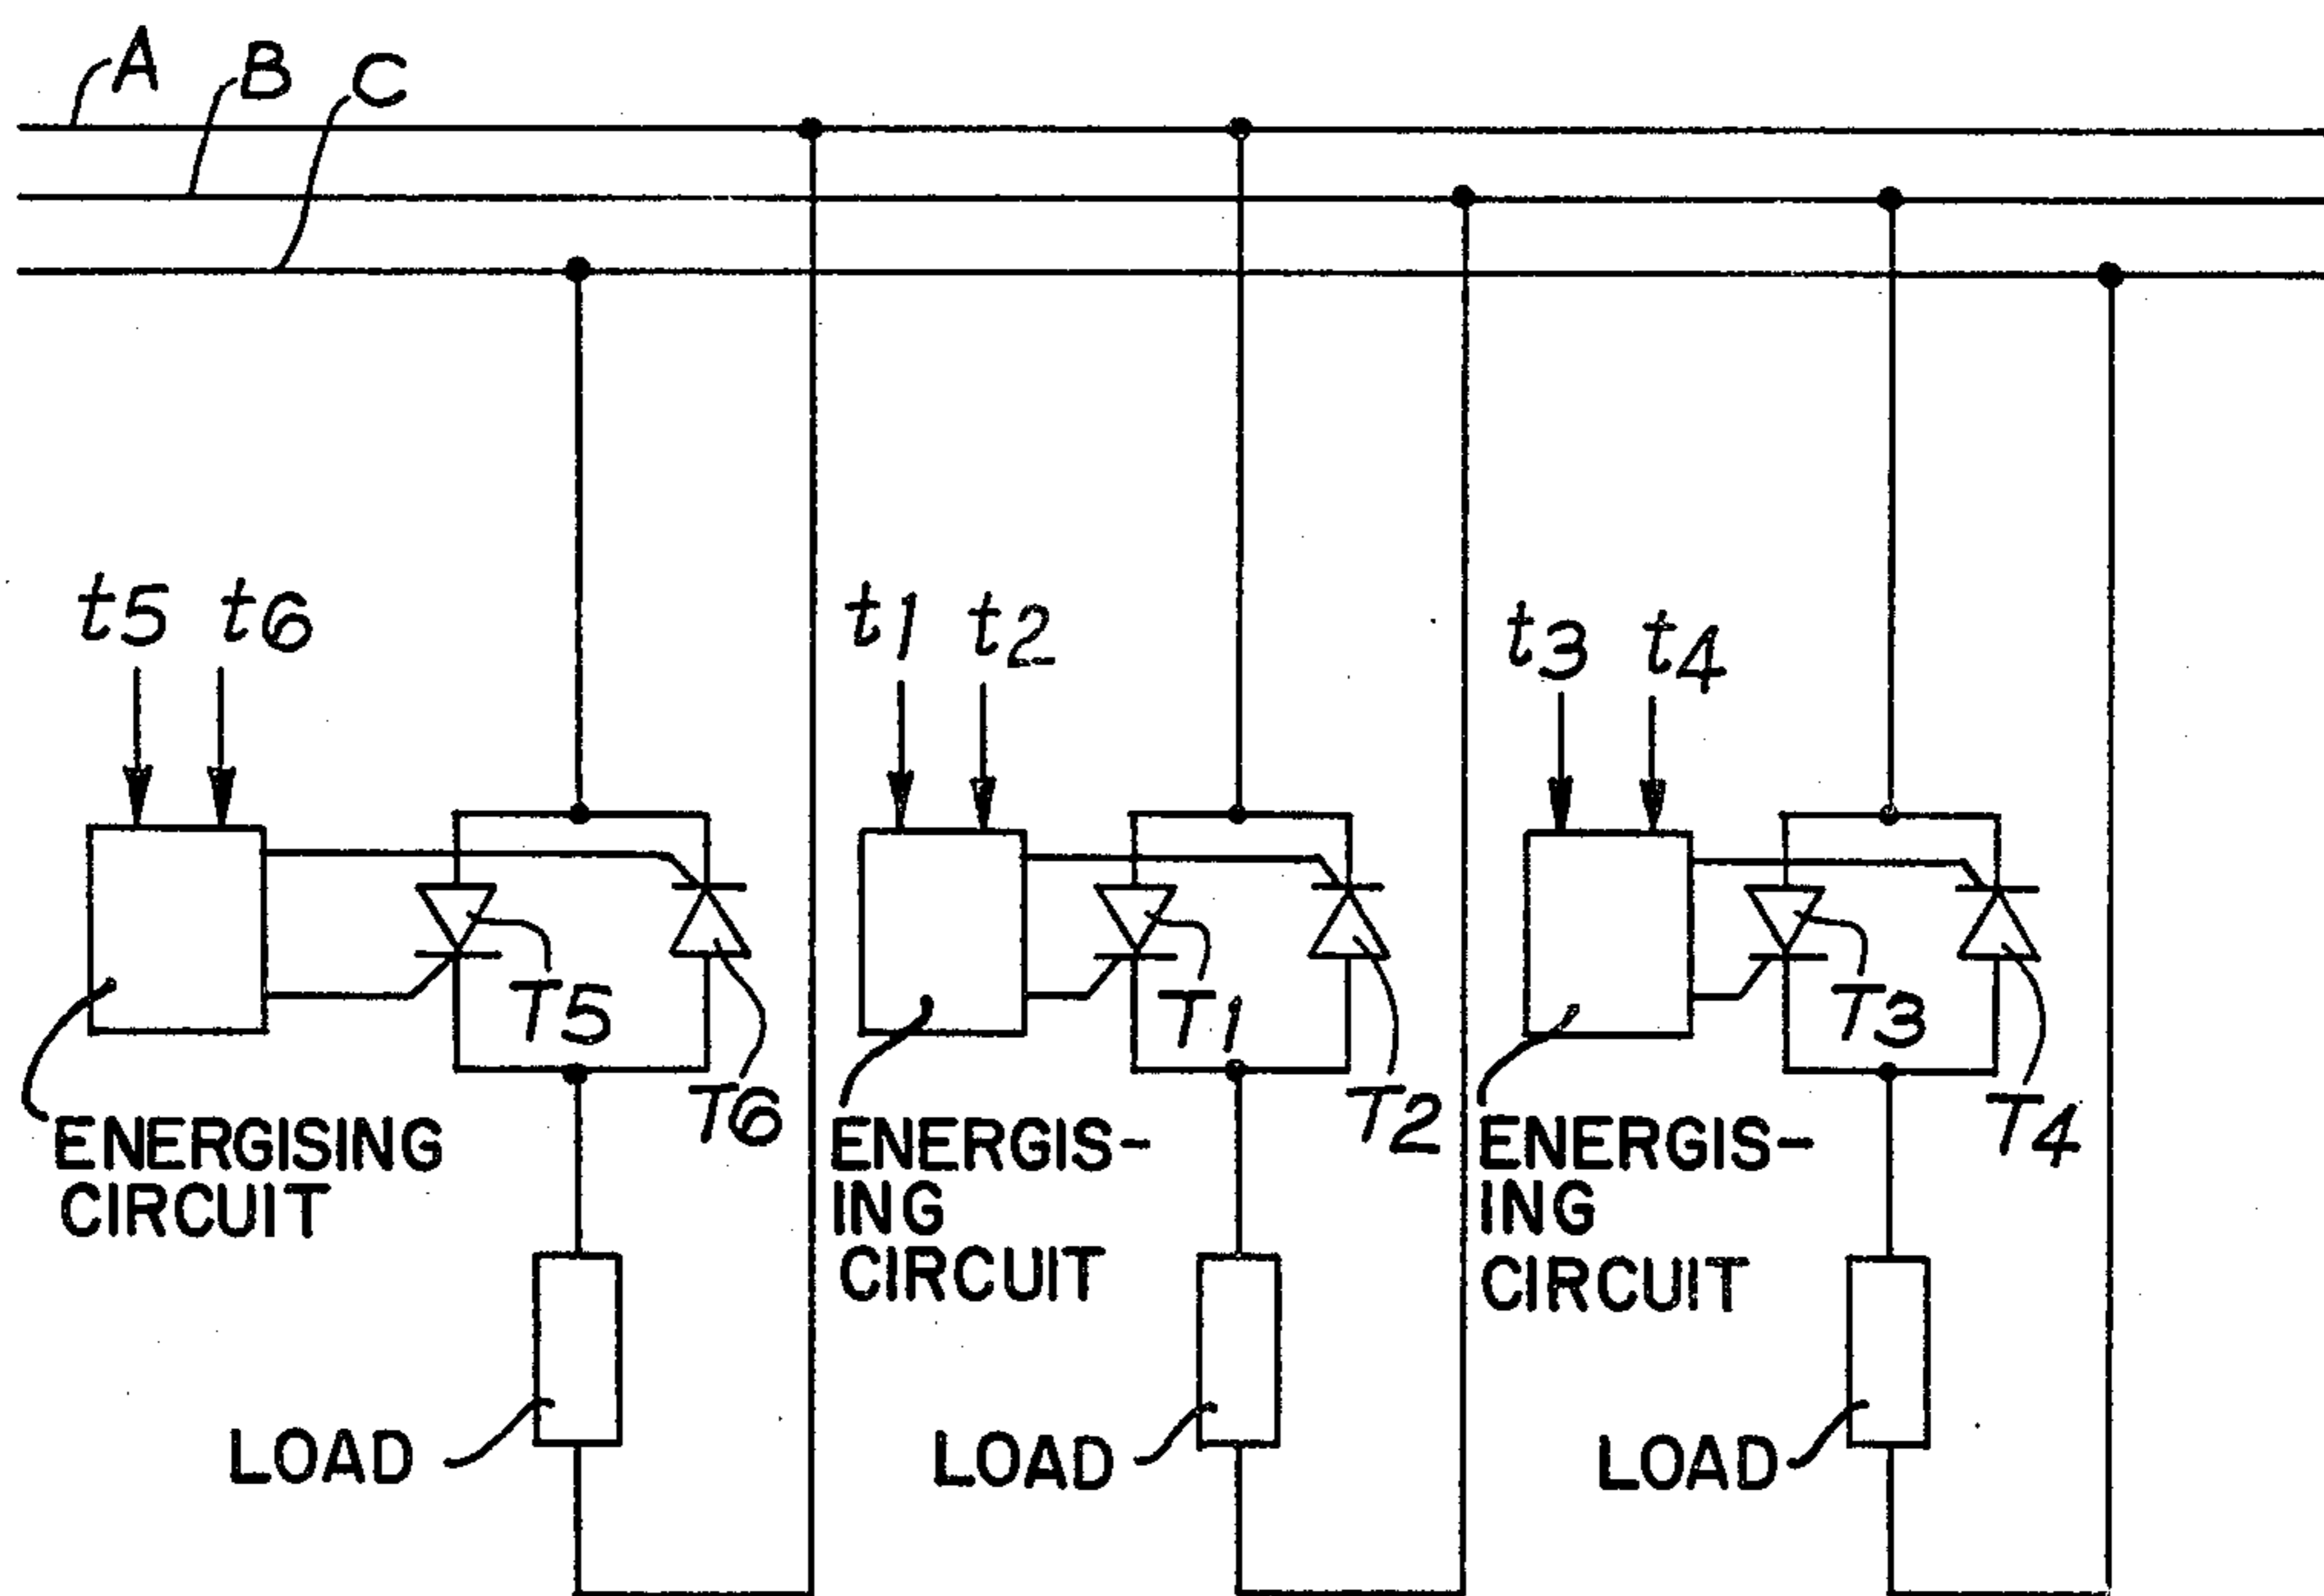 A
B
C
t5
t6
t1
t2
t3
t4
T5
T6
T1
T2
T3
T4
ENERGISING
CIRCUIT
ENERGIS-
ING
CIRCUIT
ENERGIS-
ING
CIRCUIT
LOAD
LOAD
LOAD